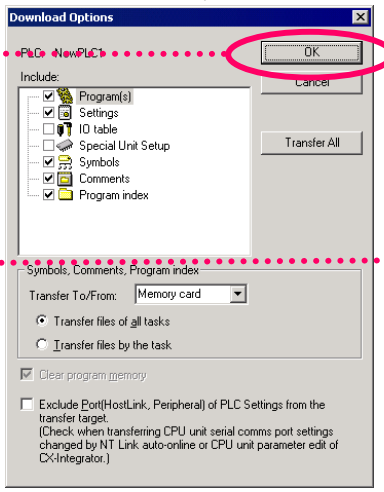 Download Options
PLC: NewPLC1
OK
Include:
Cancel
Program(s)
Settings
IO table
Special Unit Setup
Transfer All
Symbols
Comments
Program index
Symbols, Comments, Program index
Transfer To/From: Memory card
Transfer files of all tasks
Transfer files by the task
Clear program memory
Exclude Port(HostLink, Peripheral) of PLC Settings from the
transfer target.
(Check when transferring CPU unit serial comms port settings
changed by NT Link auto-online or CPU unit parameter edit of
CX-Integrator.)